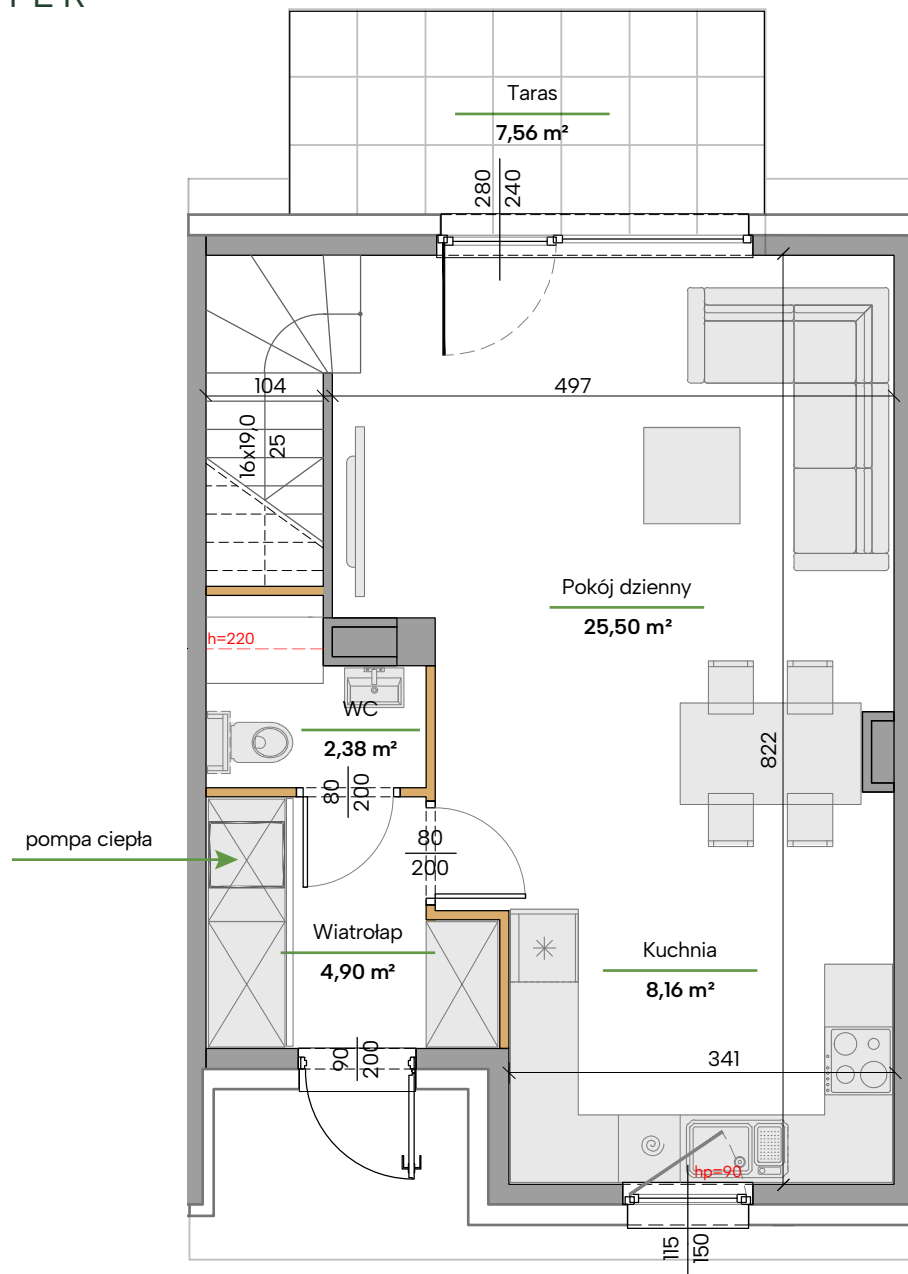 Taras
7,56 m²
280
240
104
497
16x19,0
25
Pokój dzienny
25,50 m²
h=220
WC
2,38 m²
822
80
200
80
200
pompa ciepła
Wiatrołap
4,90 m²
Kuchnia
8,16 m²
90
200
341
hp=90
115
150